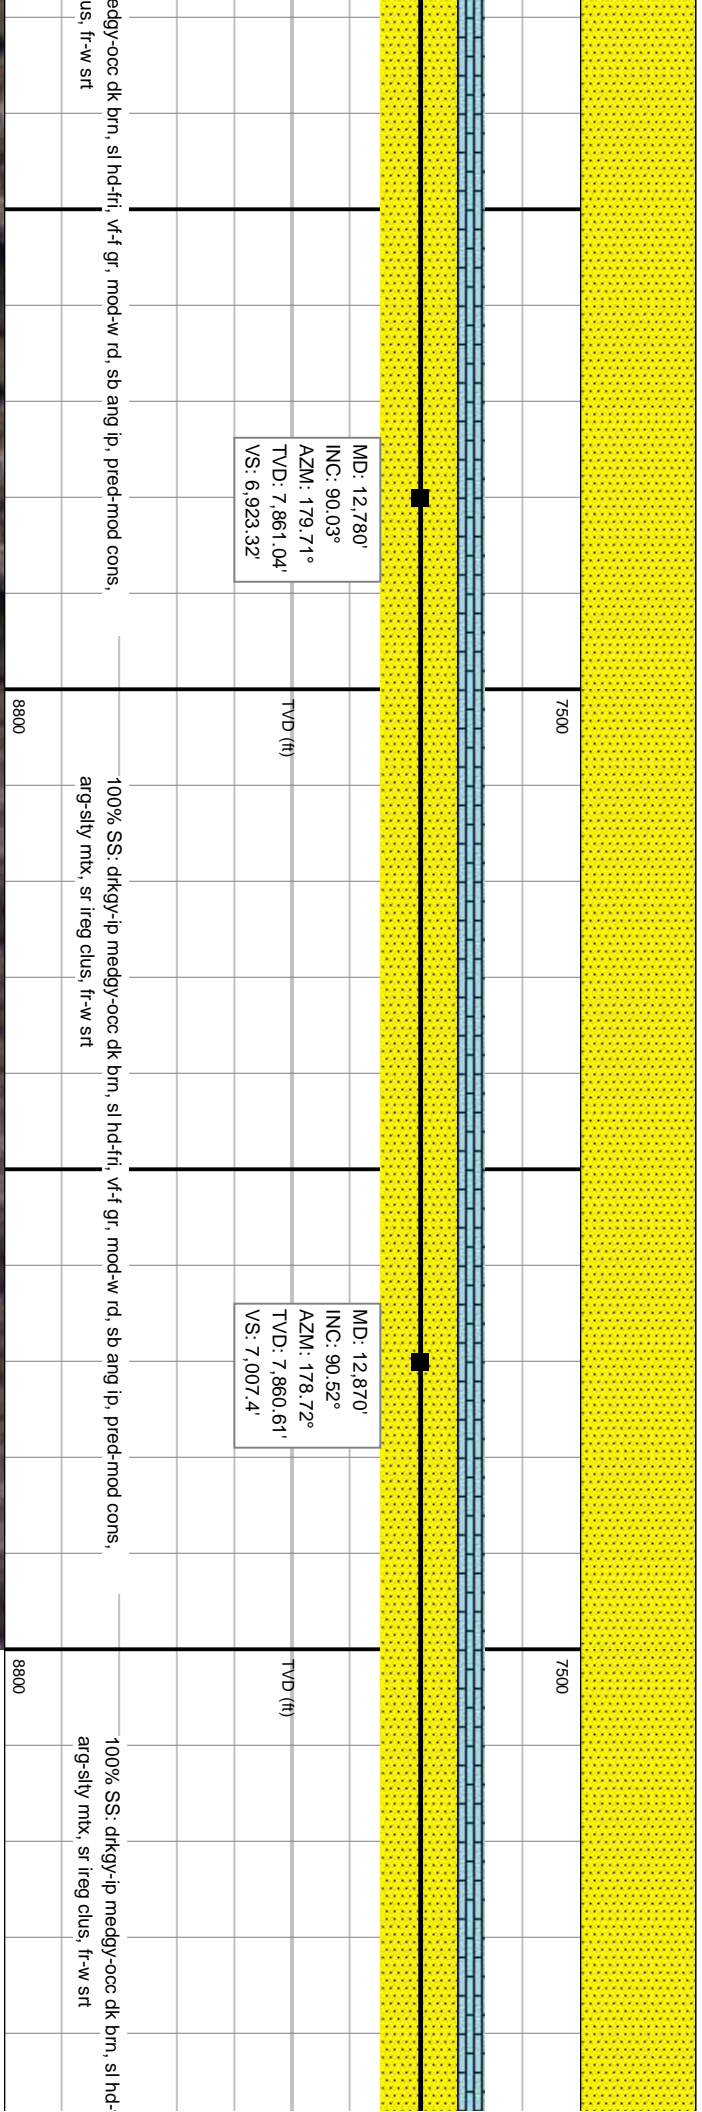 edgy-occ dk brn, sl hd-fri, vf-f gr, mod-w rd, sb ang ip, pred-mod cons,
us, fr-w srt
MD: 12,780'
INC: 90.03°
AZM: 179.71°
TVD: 7,861.04'
VS: 6,923.32'
7500
TVD (ft)
8800
100% SS: drkgy-ip medgy-occ dk brn, sl hd-fri, vf-f gr, mod-w rd, sb ang ip, pred-mod cons,
arg-slty mtx, sr ireg clus, fr-w srt
MD: 12,870'
INC: 90.52°
AZM: 178.72°
TVD: 7,860.61'
VS: 7,007.4'
7500
TVD (ft)
8800
100% SS: drkgy-ip medgy-occ dk brn, sl hd-
arg-slty mtx, sr ireg clus, fr-w srt